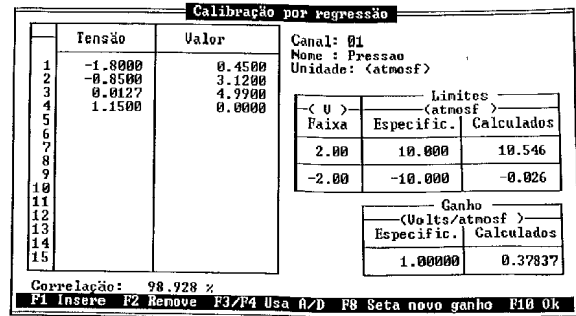 Calibração por regressão
Tensão Valor
1 -1.8000 0.4500
2 -0.8500 3.1200
3 0.0127 4.9900
4 1.1500 0.0000
5
6
7
8
9
10
11
12
13
14
15
Correlação: 98.928 %
Canal: 01
Nome : Pressao
Unidade: (atmosf)
Limites
( V ) (atmosf )
Faixa Especific. Calculados
2.00 10.000 10.546
-2.00 -10.000 -0.026
Ganho
(Volts/atmosf )
Especific. Calculados
1.00000 0.37837
F1 Insere F2 Remove F3/F4 Usa A/D F8 Seta novo ganho F10 Ok